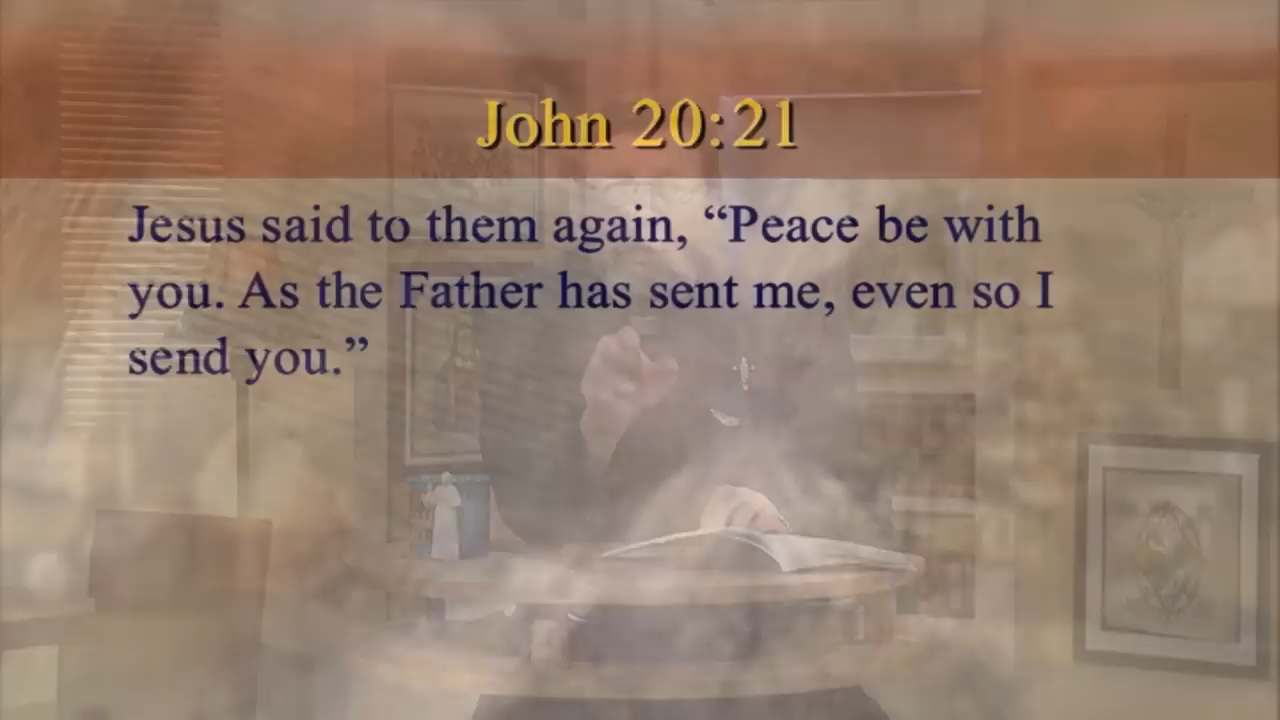 John 20:21
Jesus said to them again, “Peace be with
you. As the Father has sent me, even so I
send you.”